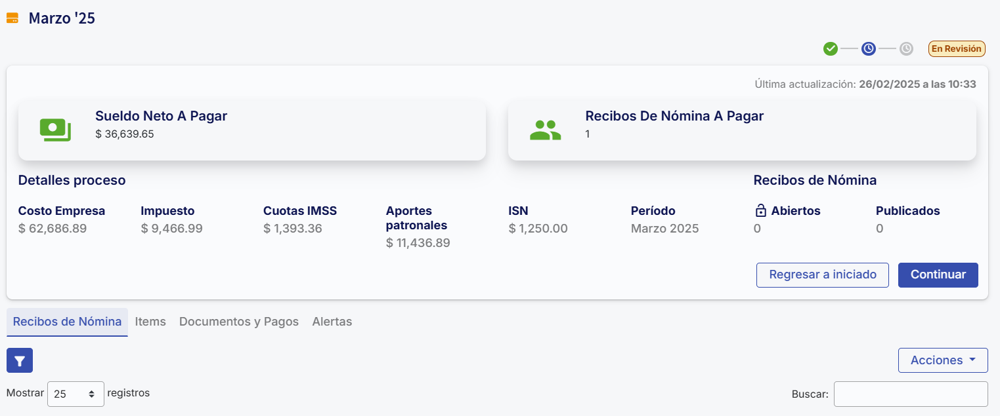 Marzo '25
En Revisión
Última actualización: 26/02/2025 a las 10:33
Sueldo Neto A Pagar
$ 36,639.65
Recibos De Nómina A Pagar
1
Detalles proceso
Recibos de Nómina
Costo Empresa
$ 62,686.89
Impuesto
$ 9,466.99
Cuotas IMSS
$ 1,393.36
Aportes
patronales
$ 11,436.89
ISN
$ 1,250.00
Período
Marzo 2025
Abiertos
0
Publicados
0
Regresar a iniciado
Continuar
Recibos de Nómina
Items
Documentos y Pagos
Alertas
Acciones
Mostrar 25 registros
Buscar: